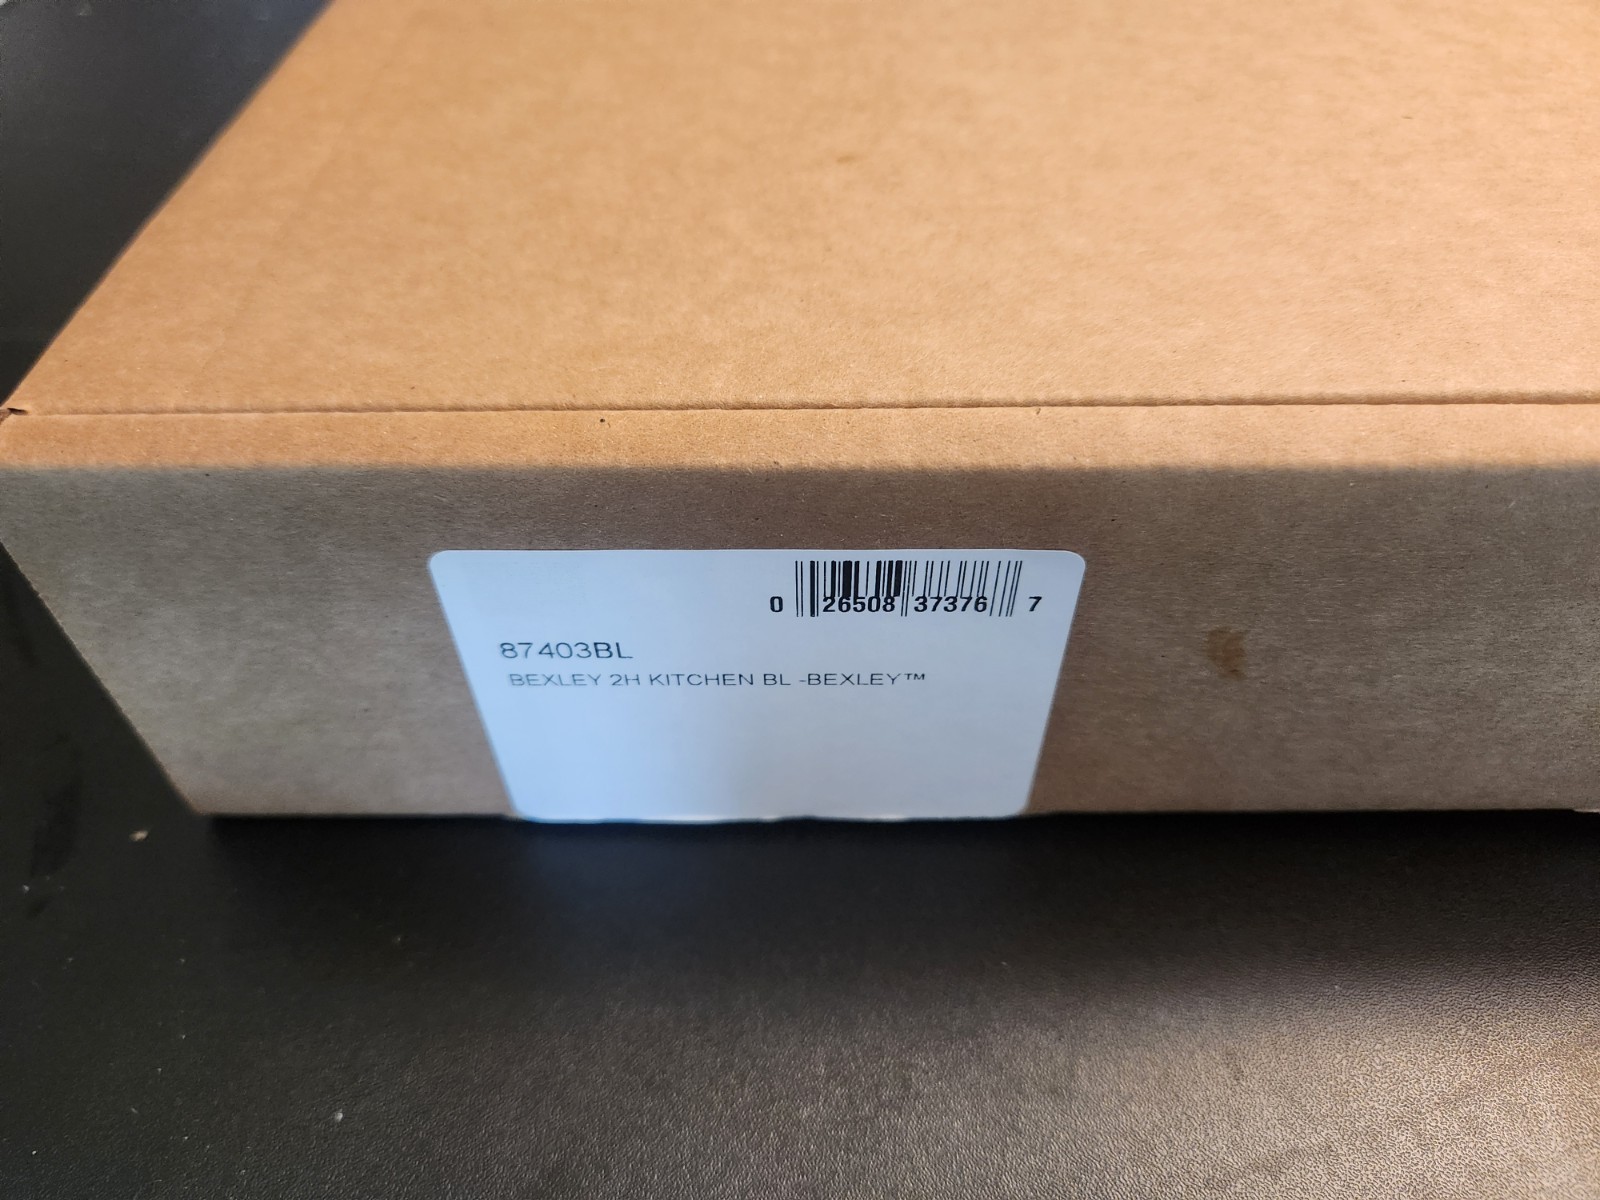 0 26508 37376 7
87403BL
BEXLEY 2H KITCHEN BL -BEXLEY™